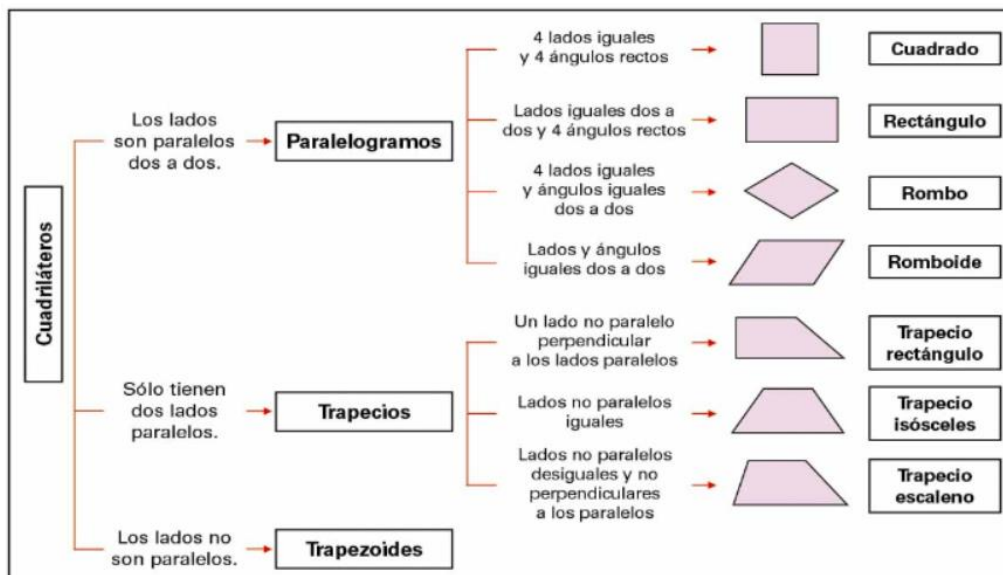 Cuadriláteros
Los lados
son paralelos
dos a dos.
Paralelogramos
4 lados iguales
y 4 ángulos rectos
Cuadrado
Lados iguales dos a
dos y 4 ángulos rectos
Rectángulo
4 lados iguales
y ángulos iguales
dos a dos
Rombo
Lados y ángulos
iguales dos a dos
Romboide
Sólo tienen
dos lados
paralelos.
Trapecios
Un lado no paralelo
perpendicular
a los lados paralelos
Trapecio
rectángulo
Lados no paralelos
iguales
Trapecio
isósceles
Lados no paralelos
desiguales y no
perpendiculares
a los paralelos
Trapecio
escaleno
Los lados no
son paralelos.
Trapezoides